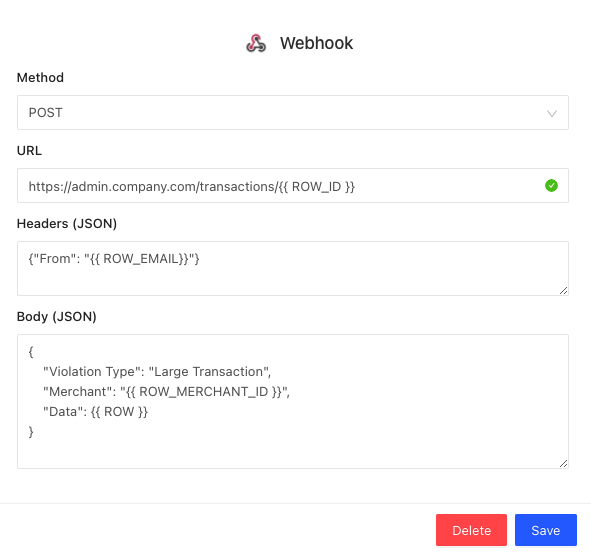 Webhook
Method
POST
URL
https://admin.company.com/transactions/{{ ROW_ID }}
Headers (JSON)
{"From": "{{ ROW_EMAIL}}"}
Body (JSON)
{
    "Violation Type": "Large Transaction",
    "Merchant": "{{ ROW_MERCHANT_ID }}",
    "Data": {{ ROW }}
}
Delete Save